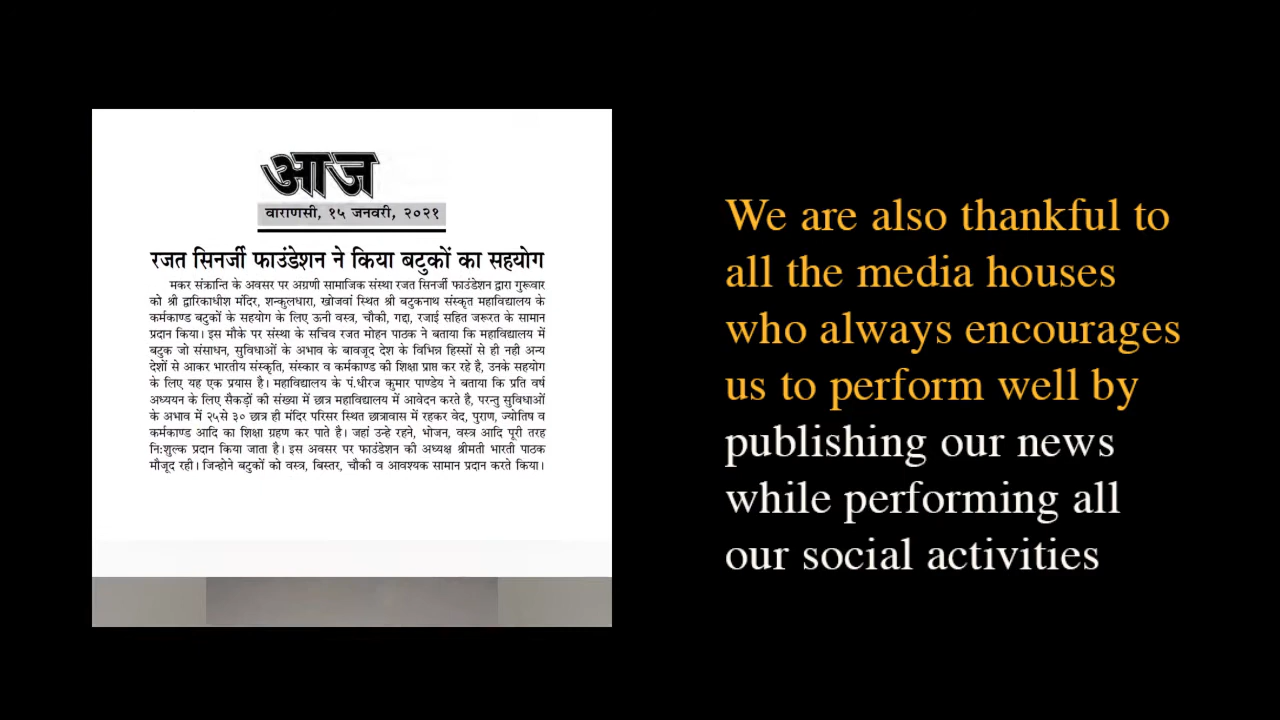 आज
वाराणसी, १५ जनवरी, २०२१
रजत सिनर्जी फाउंडेशन ने किया बटुकों का सहयोग
मकर संक्रान्ति के अवसर पर अग्रणी सामाजिक संस्था रजत सिनर्जी फाउंडेशन द्वारा गुरूवार
को श्री द्वारिकाधीश मंदिर, शन्कुलधारा, खोजवां स्थित श्री बटुकनाथ संस्कृत महाविद्यालय के
कर्मकाण्ड बटुकों के सहयोग के लिए ऊनी वस्त्र, चौकी, गद्दा, रजाई सहित जरूरत के सामान
प्रदान किया। इस मौके पर संस्था के सचिव रजत मोहन पाठक ने बताया कि महाविद्यालय में
बटुक जो संसाधन, सुविधाओं के अभाव के बावजूद देश के विभिन्न हिस्सों से ही नही अन्य
देशों से आकर भारतीय संस्कृति, संस्कार व कर्मकाण्ड की शिक्षा प्राप्त कर रहे है, उनके सहयोग
के लिए यह एक प्रयास है। महाविद्यालय के पं.धीरज कुमार पाण्डेय ने बताया कि प्रति वर्ष
अध्ययन के लिए सैकड़ों की संख्या में छात्र महाविद्यालय में आवेदन करते है, परन्तु सुविधाओं
के अभाव में २५से ३० छात्र ही मंदिर परिसर स्थित छात्रावास में रहकर वेद, पुराण, ज्योतिष व
कर्मकाण्ड आदि का शिक्षा ग्रहण कर पाते है। जहां उन्हे रहने, भोजन, वस्त्र आदि पूरी तरह
नि:शुल्क प्रदान किया जाता है। इस अवसर पर फाउंडेशन की अध्यक्ष श्रीमती भारती पाठक
मौजूद रही। जिन्होने बटुकों को वस्त्र, बिस्तर, चौकी व आवश्यक सामान प्रदान करते किया।
We are also thankful to
all the media houses
who always encourages
us to perform well by
publishing our news
while performing all
our social activities